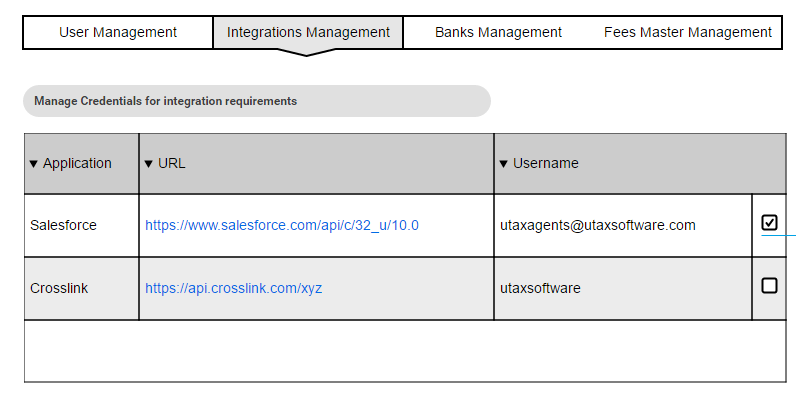 User Management Integrations Management Banks Management Fees Master Management
Manage Credentials for integration requirements
Application URL Username
Salesforce https://www.salesforce.com/api/c/32_u/10.0 utaxagents@utaxsoftware.com
Crosslink https://api.crosslink.com/xyz utaxsoftware